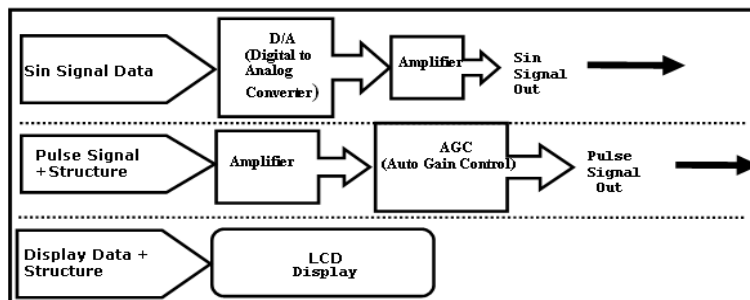 Sin Signal Data
D/A
(Digital to
Analog
Converter)
Amplifier
Sin
Signal
Out
Pulse Signal
+Structure
Amplifier
AGC
(Auto Gain Control)
Pulse
Signal
Out
Display Data +
Structure
LCD
Display